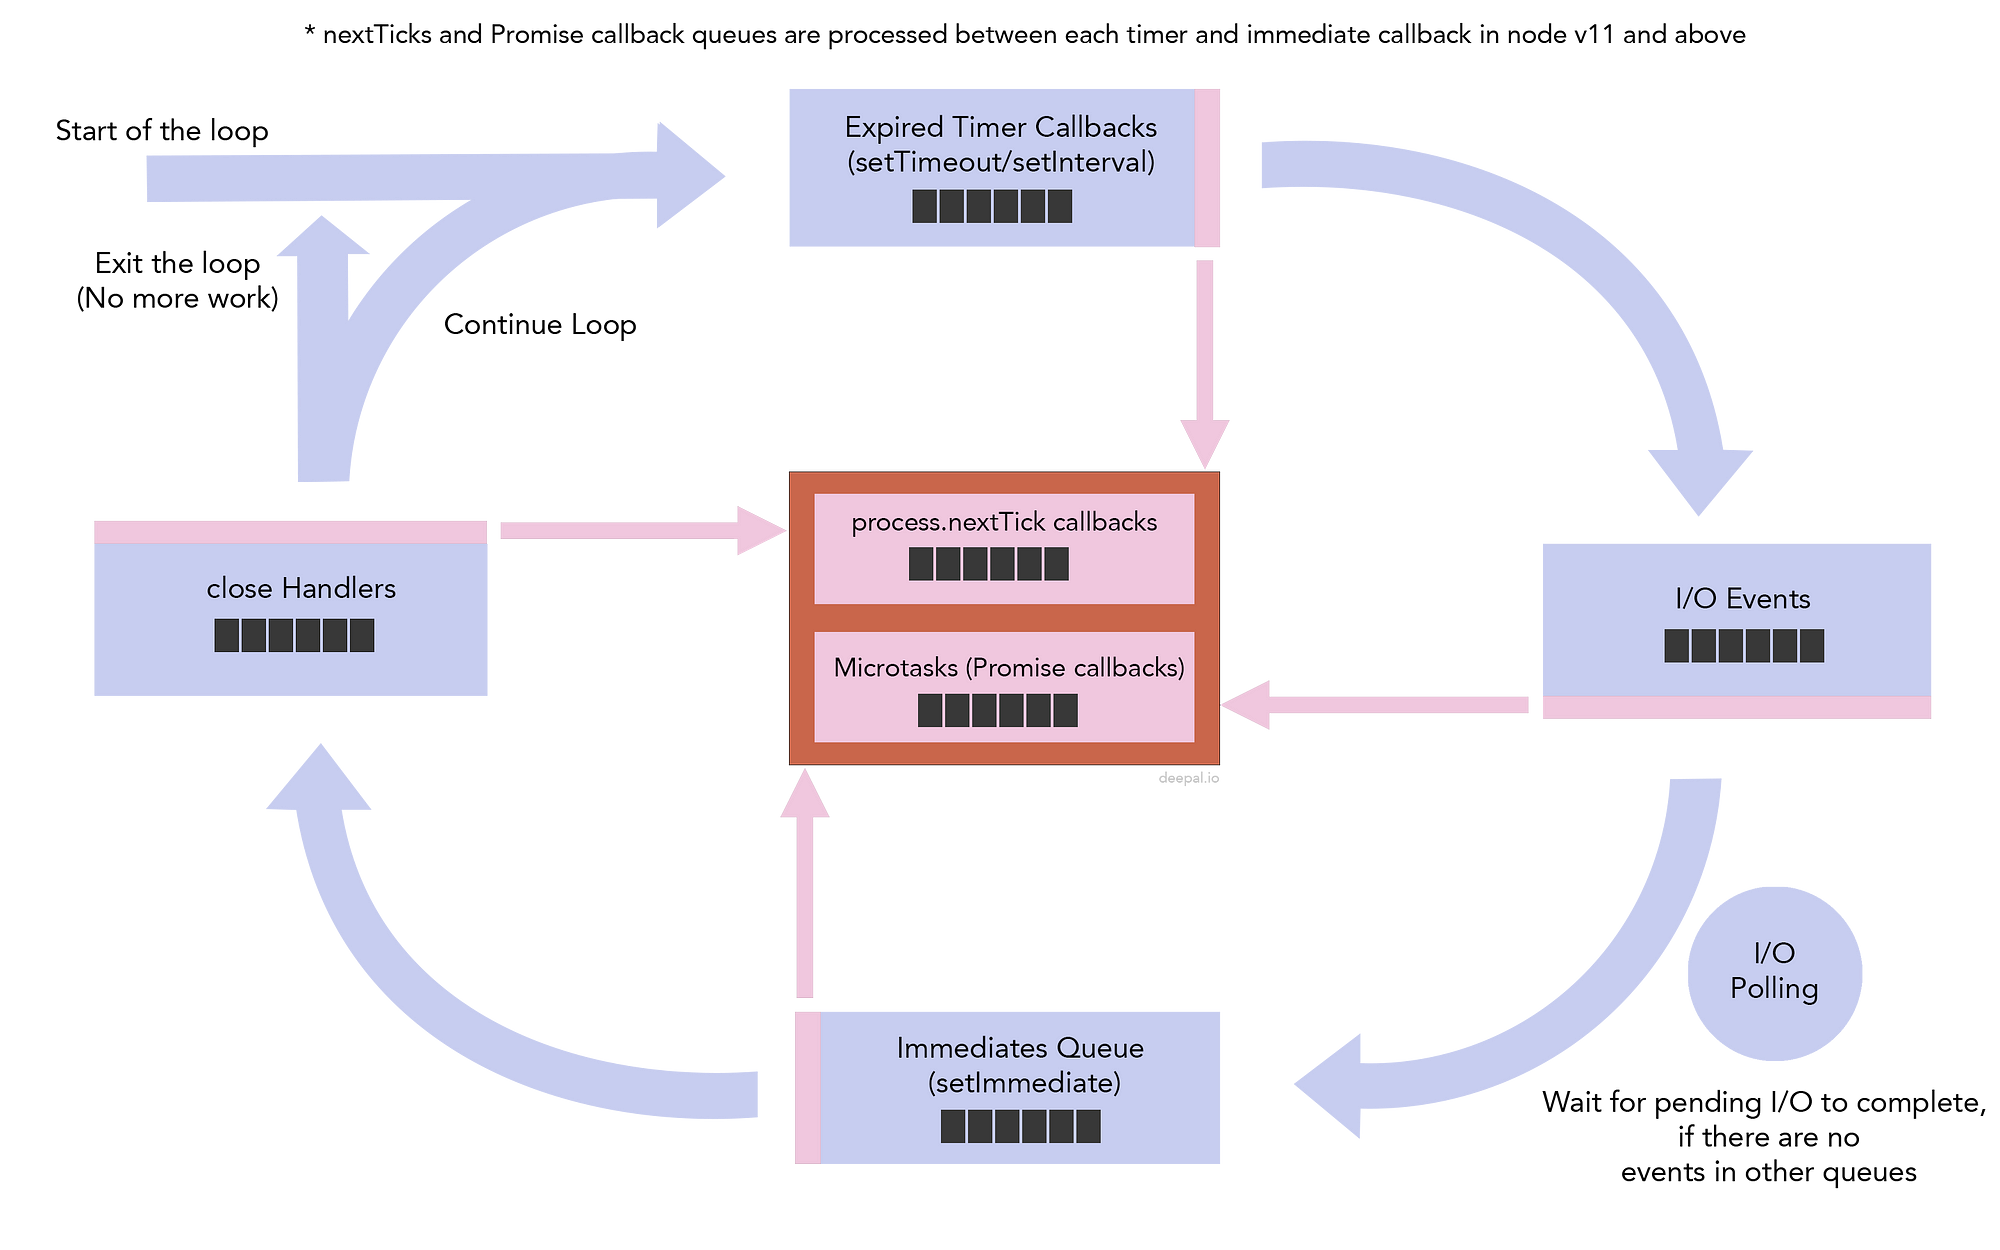 * nextTicks and Promise callback queues are processed between each timer and immediate callback in node v11 and above
Start of the loop
Expired Timer Callbacks
(setTimeout/setInterval)
Exit the loop
(No more work)
Continue Loop
process.nextTick callbacks
close Handlers
I/O Events
Microtasks (Promise callbacks)
deepal.io
I/O
Polling
Immediates Queue
(setImmediate)
Wait for pending I/O to complete,
if there are no
events in other queues